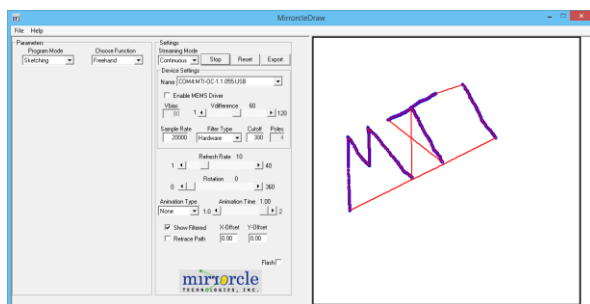 MirrorcleDraw
File Help
Parameters
Program Mode Choose Function
Sketching Freehand
Settings
Streaming Mode
Continuous Stop Reset Export
Device Settings
Name COM4:MTI-OC-1.1.055:USB
Enable MEMS Driver
Vbias Vdifference 60
80 1 120
Sample Rate Filter Type Cutoff Poles
20000 Hardware 300 4
Refresh Rate 10
1 40
Rotation 0
0 360
Animation Type Animation Time 1.00
None 1.0 2
Show Filtered X-Offset Y-Offset
Retrace Path 0.00 0.00
Flash
mirrorcle
TECHNOLOGIES, INC.
MTI